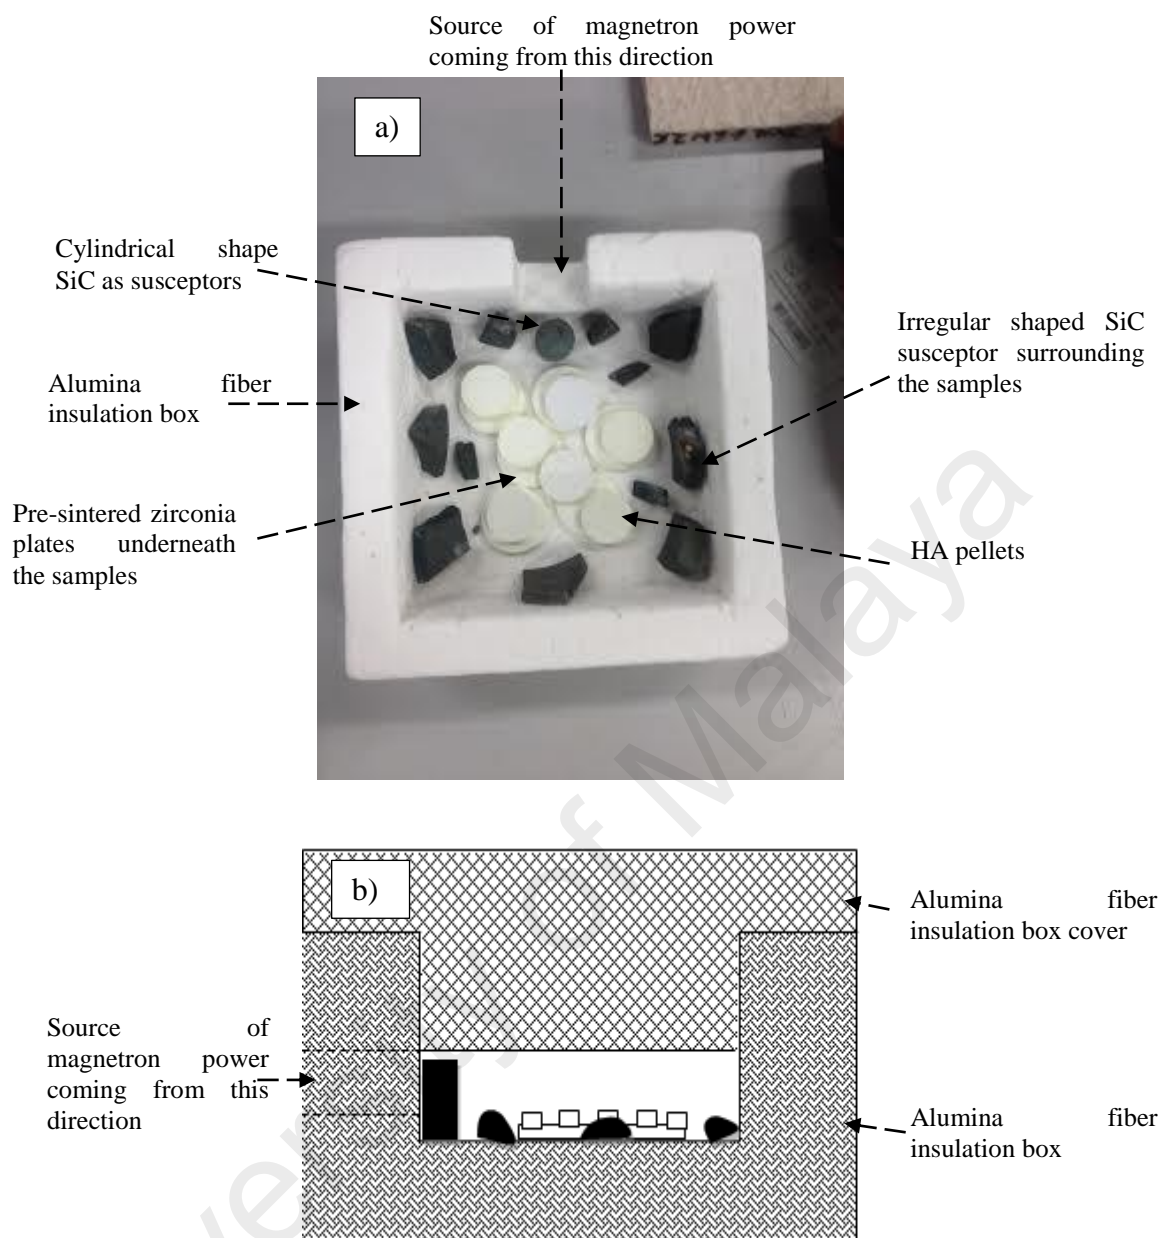 Source of magnetron power
coming from this direction
a)
Cylindrical shape
SiC as susceptors
Irregular shaped SiC
susceptor surrounding
the samples
Alumina fiber
insulation box
Pre-sintered zirconia
plates underneath
the samples
HA pellets
of Malaya
b)
Alumina fiber
insulation box cover
Source of
magnetron power
coming from this
direction
Alumina fiber
insulation box